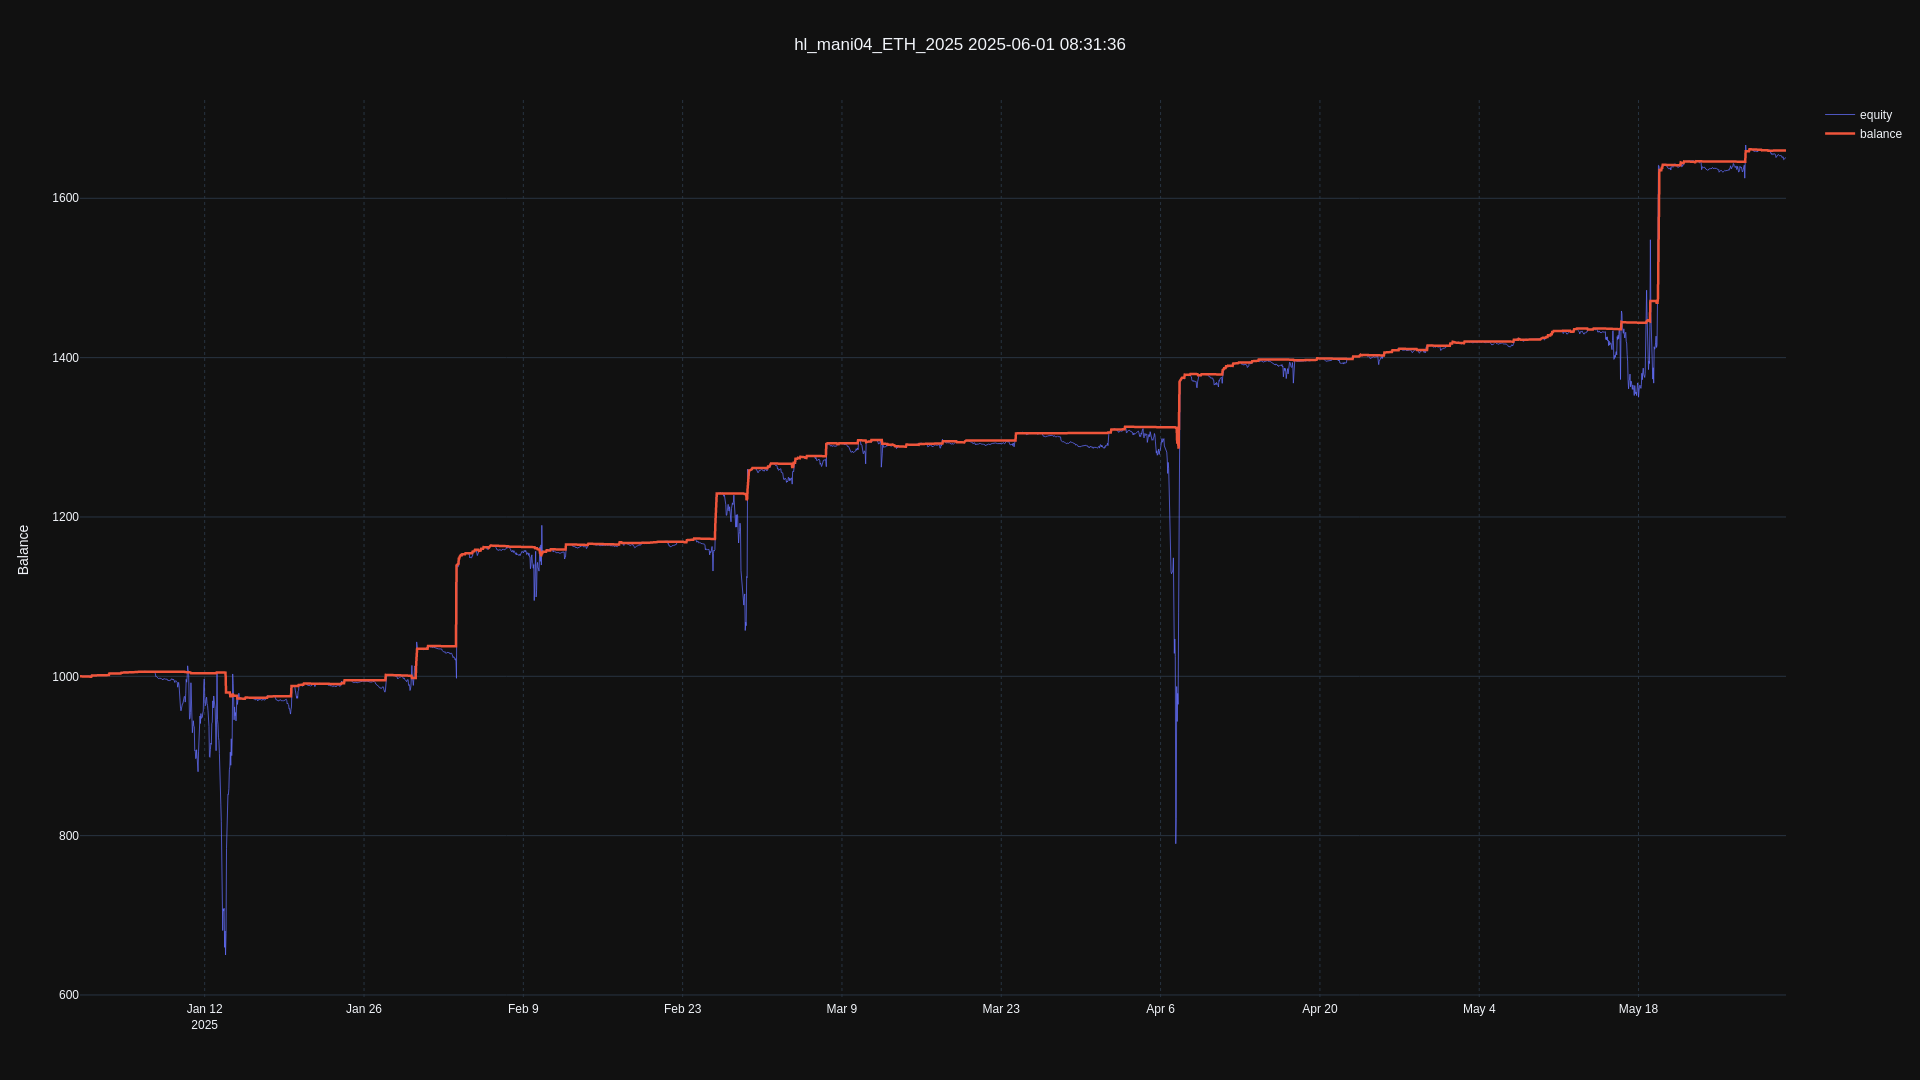 hl_mani04_ETH_2025 2025-06-01 08:31:36
equity
balance
1600
1400
1200
1000
800
600
Balance
Jan 12
2025
Jan 26
Feb 9
Feb 23
Mar 9
Mar 23
Apr 6
Apr 20
May 4
May 18